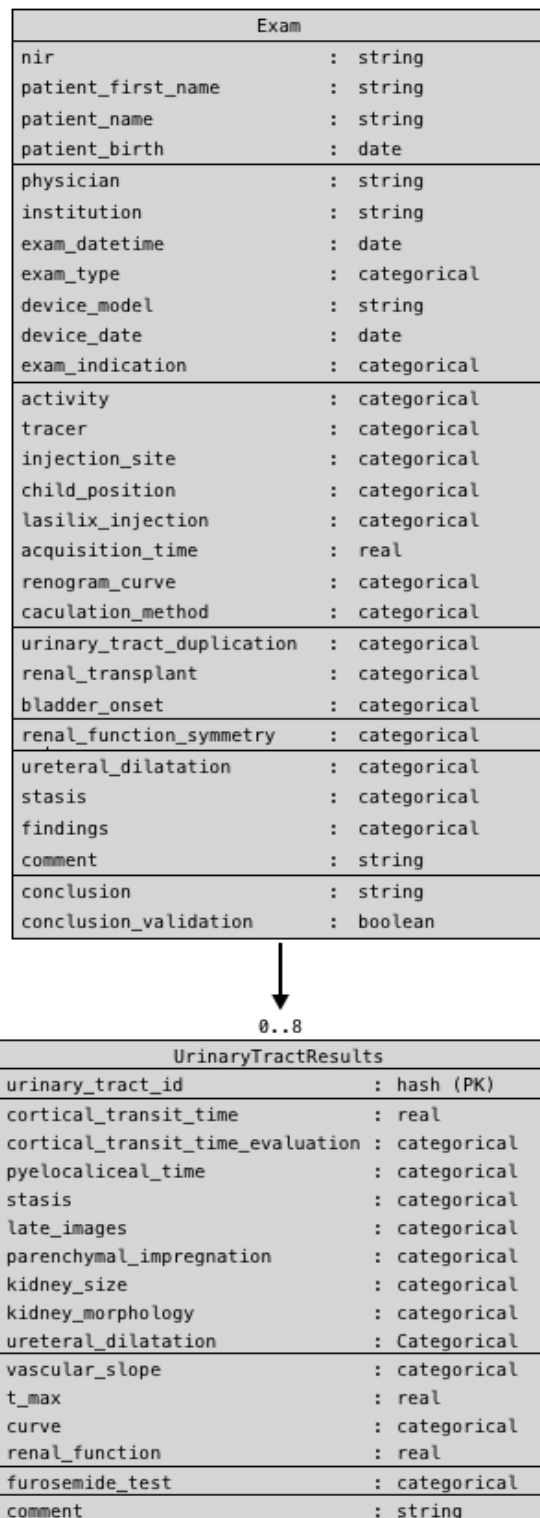 Exam
nir : string
patient_first_name : string
patient_name : string
patient_birth : date
physician : string
institution : string
exam_datetime : date
exam_type : categorical
device_model : string
device_date : date
exam_indication : categorical
activity : categorical
tracer : categorical
injection_site : categorical
child_position : categorical
lasilix_injection : categorical
acquisition_time : real
renogram_curve : categorical
caculation_method : categorical
urinary_tract_duplication : categorical
renal_transplant : categorical
bladder_onset : categorical
renal_function_symmetry : categorical
ureteral_dilatation : categorical
stasis : categorical
findings : categorical
comment : string
conclusion : string
conclusion_validation : boolean
0..8
UrinaryTractResults
urinary_tract_id : hash (PK)
cortical_transit_time : real
cortical_transit_time_evaluation : categorical
pyelocaliceal_time : categorical
stasis : categorical
late_images : categorical
parenchymal_impregnation : categorical
kidney_size : categorical
kidney_morphology : categorical
ureteral_dilatation : Categorical
vascular_slope : categorical
t_max : real
curve : categorical
renal_function : real
furosemide_test : categorical
comment : string